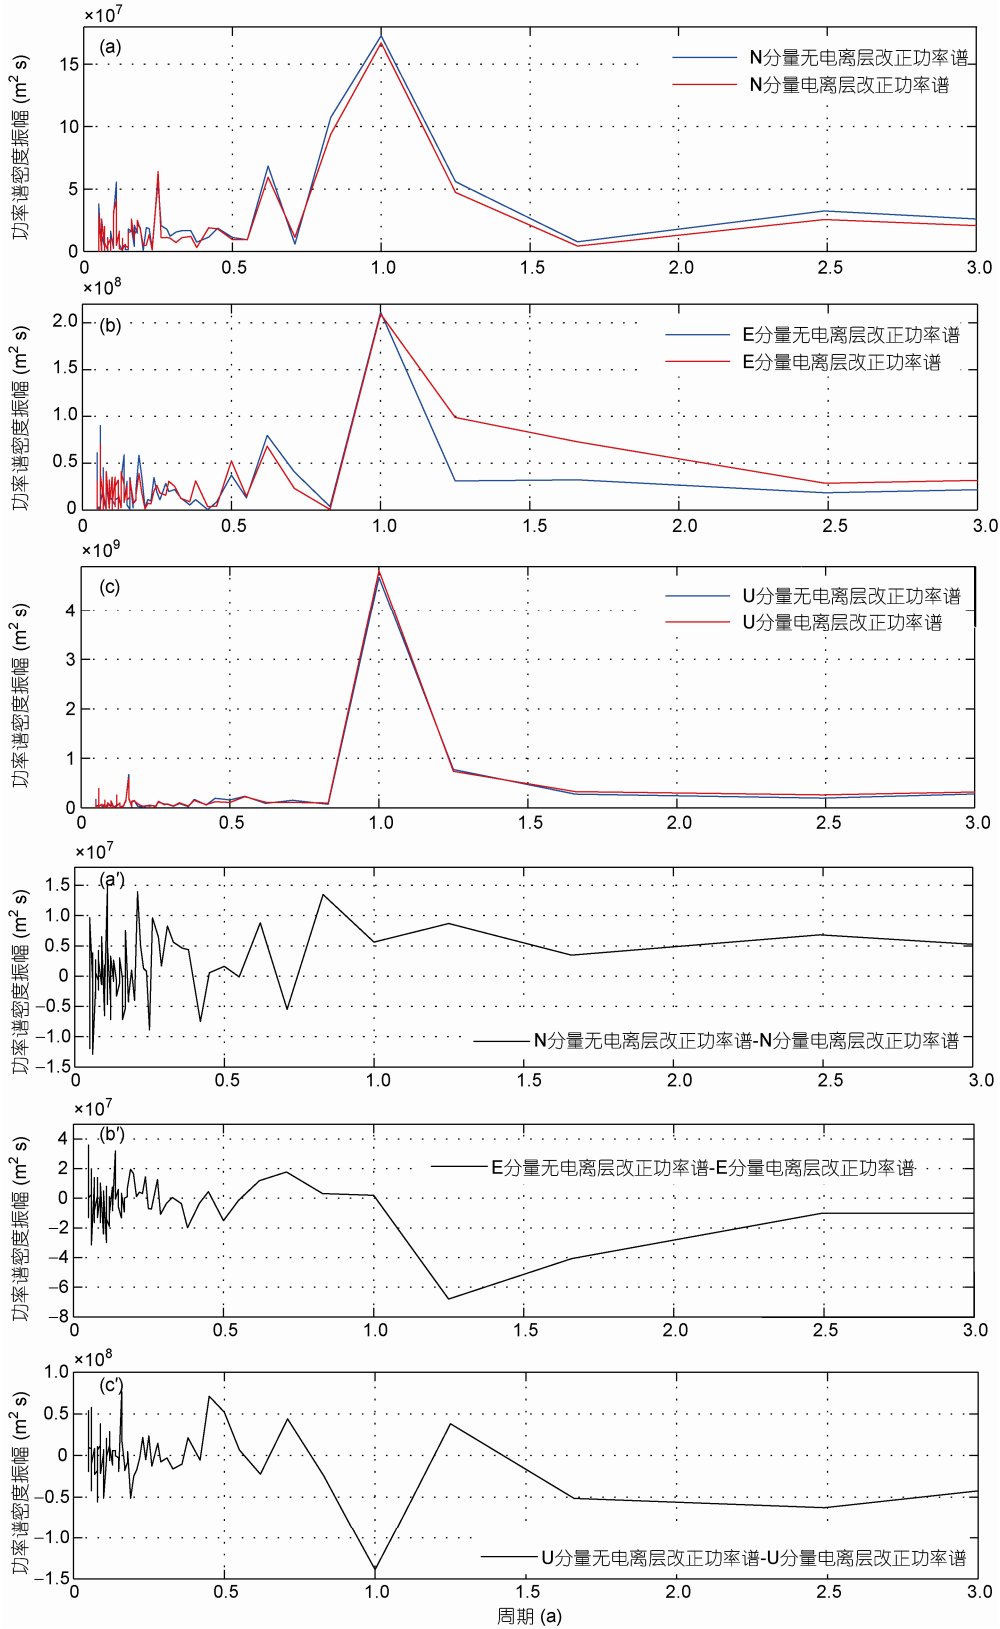 ×10⁷
(a)
N分量无电离层改正功率谱
N分量电离层改正功率谱
15
10
5
0
功率谱密度振幅 (m² s)
0 0.5 1.0 1.5 2.0 2.5 3.0
×10⁸
(b)
E分量无电离层改正功率谱
E分量电离层改正功率谱
2.0
1.5
1.0
0.5
0
功率谱密度振幅 (m² s)
0 0.5 1.0 1.5 2.0 2.5 3.0
×10⁹
(c)
U分量无电离层改正功率谱
U分量电离层改正功率谱
4
3
2
1
0
功率谱密度振幅 (m² s)
0 0.5 1.0 1.5 2.0 2.5 3.0
×10⁷
(a′)
1.5
1.0
0.5
0
−0.5
−1.0
−1.5
功率谱密度振幅 (m² s)
N分量无电离层改正功率谱-N分量电离层改正功率谱
0 0.5 1.0 1.5 2.0 2.5 3.0
×10⁷
(b′)
E分量无电离层改正功率谱-E分量电离层改正功率谱
4
2
0
−2
−4
−6
−8
功率谱密度振幅 (m² s)
0 0.5 1.0 1.5 2.0 2.5 3.0
×10⁸
(c′)
1.0
0.5
0
−0.5
−1.0
−1.5
功率谱密度振幅 (m² s)
U分量无电离层改正功率谱-U分量电离层改正功率谱
0 0.5 1.0 1.5 2.0 2.5 3.0
周期 (a)